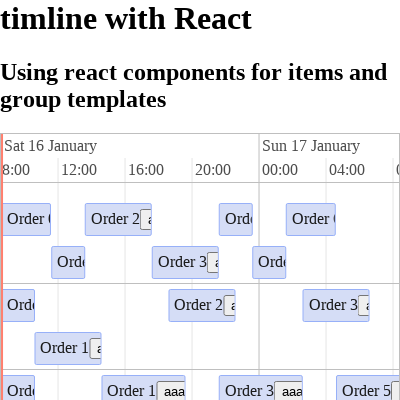 timline with React
Using react components for items and
group templates
Sat 16 January
Sun 17 January
8:00
12:00
16:00
20:00
00:00
04:00
Order
Order 2
Order
Order 3
Order 2
Order 3
Order 1
Order 1 aaa
Order 3 aaa
Order 5